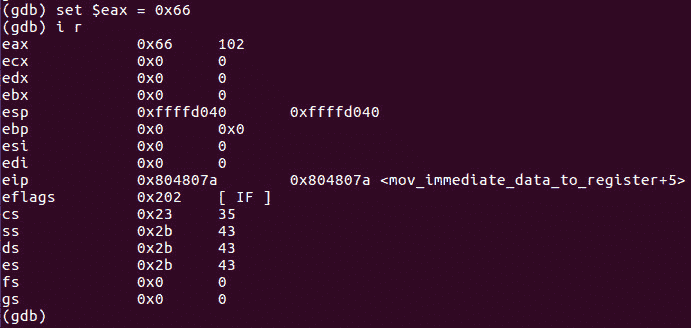 (gdb) set $eax = 0x66
(gdb) i r
eax 0x66 102
ecx 0x0 0
edx 0x0 0
ebx 0x0 0
esp 0xffffd040 0xffffd040
ebp 0x0 0x0
esi 0x0 0
edi 0x0 0
eip 0x804807a 0x804807a <mov_immediate_data_to_register+5>
eflags 0x202 [ IF ]
cs 0x23 35
ss 0x2b 43
ds 0x2b 43
es 0x2b 43
fs 0x0 0
gs 0x0 0
(gdb)